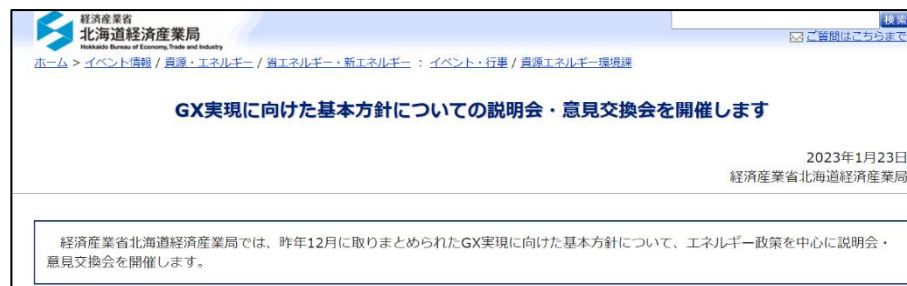 経済産業省
北海道経済産業局
Hokkaido Bureau of Economy, Trade and Industry
検索
ご質問はこちらまで
ホーム > イベント情報 / 資源・エネルギー / 省エネルギー・新エネルギー : イベント・行事 / 資源エネルギー環境課
GX実現に向けた基本方針についての説明会・意見交換会を開催します
2023年1月23日
経済産業省北海道経済産業局
経済産業省北海道経済産業局では、昨年12月に取りまとめられたGX実現に向けた基本方針について、エネルギー政策を中心に説明会・
意見交換会を開催します。